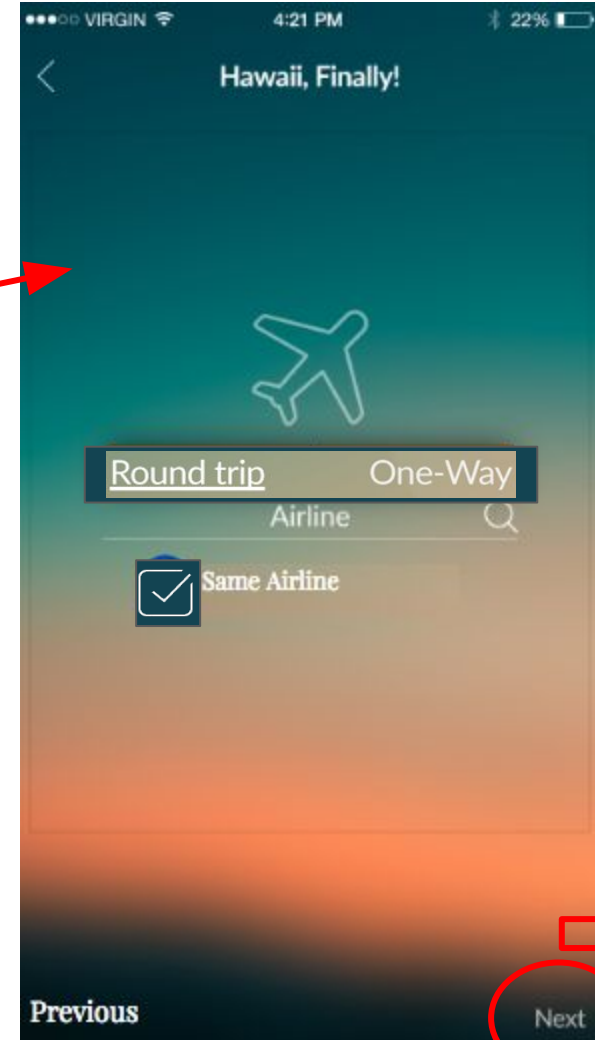 VIRGIN 4:21 PM 22%
Hawaii, Finally!
Round trip One-Way
Airline
Same Airline
Previous Next